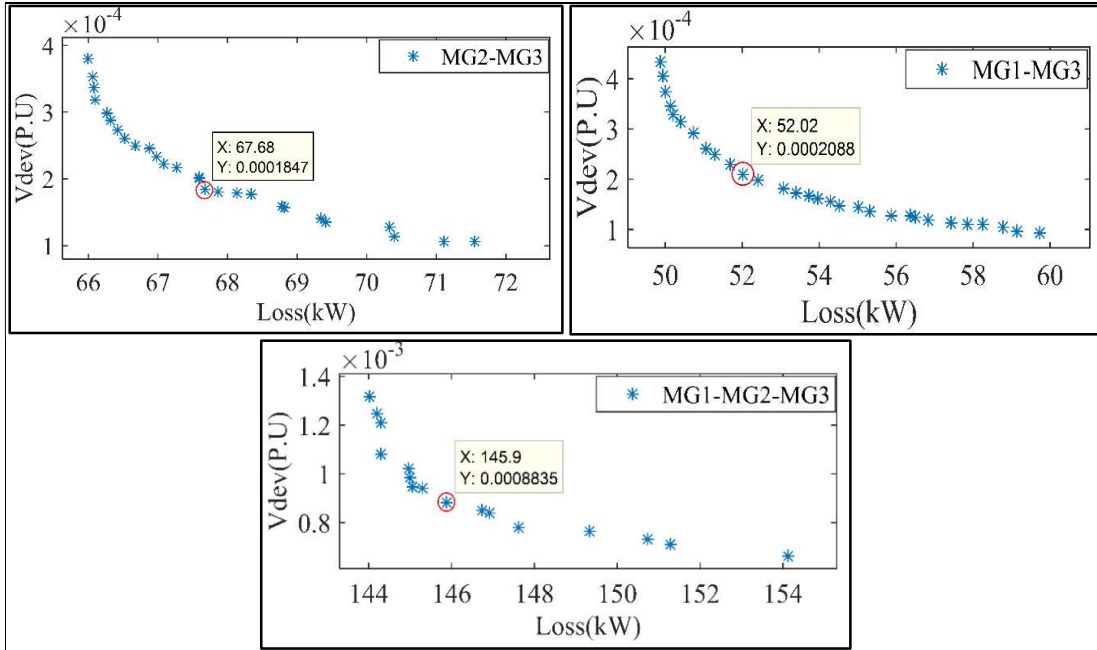 ×10⁻⁴
MG2-MG3
4
3
2
1
X: 67.68
Y: 0.0001847
Vdev(P.U)
66 67 68 69 70 71 72
Loss(kW)
×10⁻⁴
MG1-MG3
4
3
2
1
X: 52.02
Y: 0.0002088
Vdev(P.U)
50 52 54 56 58 60
Loss(kW)
×10⁻³
1.4
MG1-MG2-MG3
1.2
1
0.8
X: 145.9
Y: 0.0008835
Vdev(P.U)
144 146 148 150 152 154
Loss(kW)